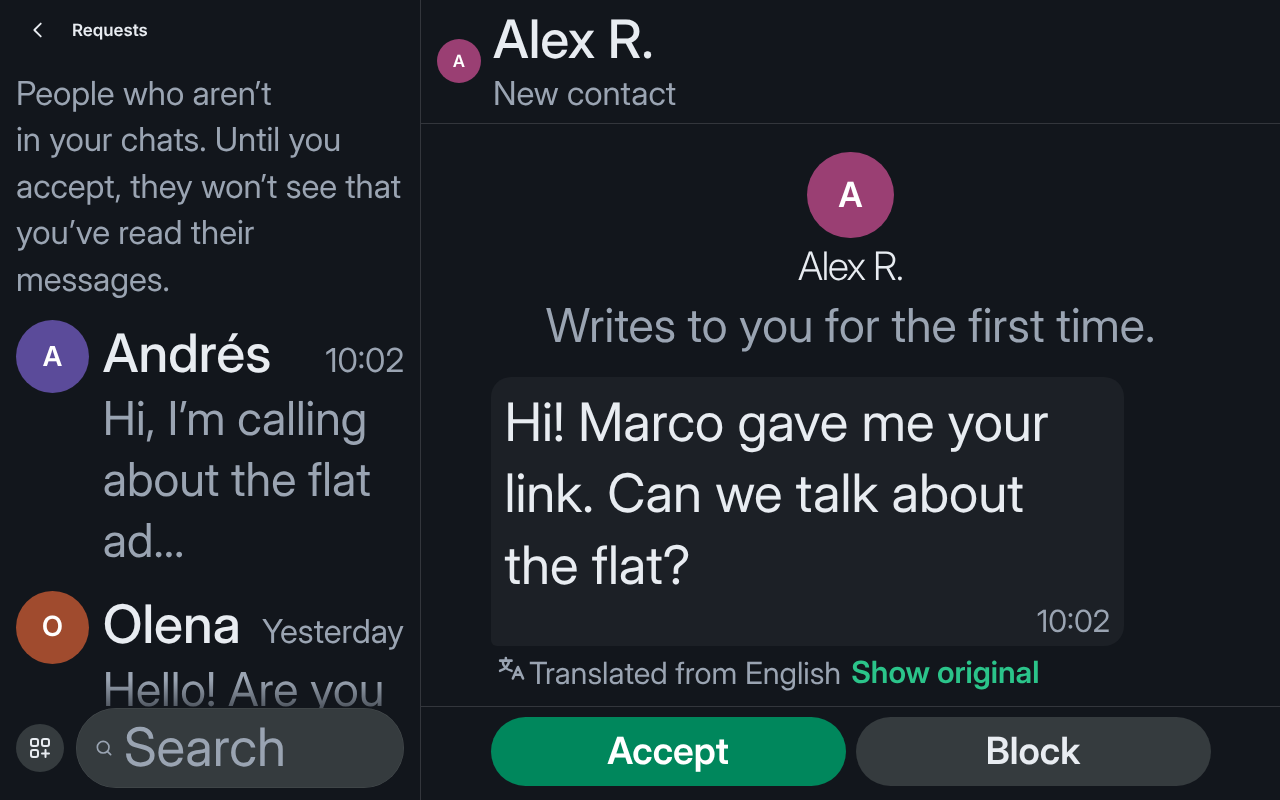 Requests
People who aren’t
in your chats. Until you
accept, they won’t see that
you’ve read their
messages.
A
Andrés
10:02
Hi, I’m calling
about the flat
ad…
O
Olena
Yesterday
Hello! Are you
Search
A
Alex R.
New contact
A
Alex R.
Writes to you for the first time.
Hi! Marco gave me your
link. Can we talk about
the flat?
10:02
Translated from English Show original
Accept
Block